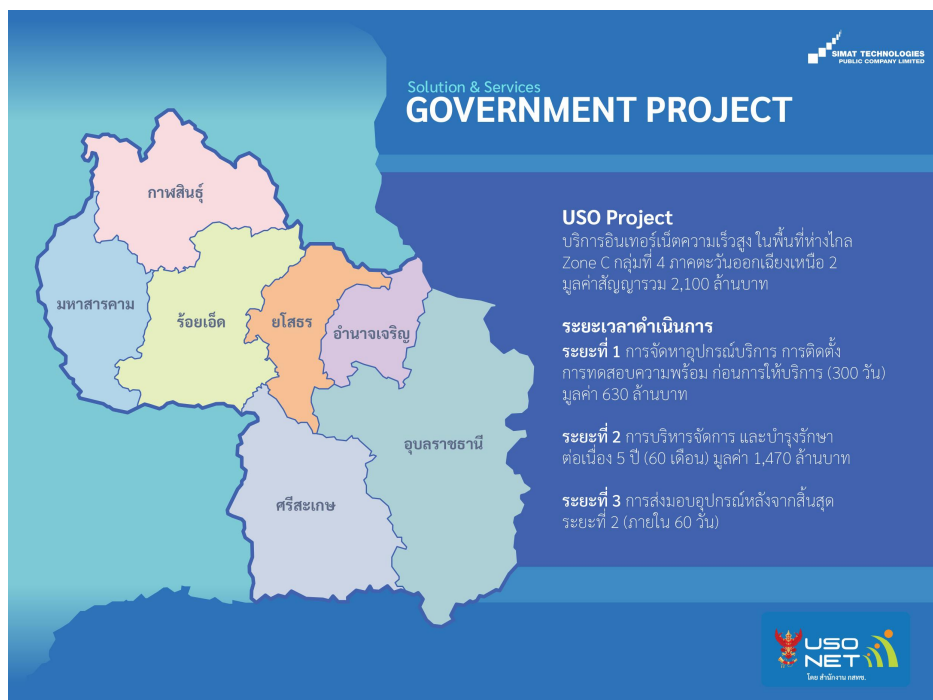 SIMAT TECHNOLOGIES
PUBLIC COMPANY LIMITED
Solution & Services
GOVERNMENT PROJECT
กาฬสินธุ์
มหาสารคาม
ร้อยเอ็ด
ยโสธร
อำนาจเจริญ
อุบลราชธานี
ศรีสะเกษ
USO Project
บริการอินเทอร์เน็ตความเร็วสูง ในพื้นที่ห่างไกล
Zone C กลุ่มที่ 4 ภาคตะวันออกเฉียงเหนือ 2
มูลค่าสัญญารวม 2,100 ล้านบาท
ระยะเวลาดำเนินการ
ระยะที่ 1 การจัดหาอุปกรณ์บริการ การติดตั้ง
การทดสอบความพร้อม ก่อนการให้บริการ (300 วัน)
มูลค่า 630 ล้านบาท
ระยะที่ 2 การบริหารจัดการ และบำรุงรักษา
ต่อเนื่อง 5 ปี (60 เดือน) มูลค่า 1,470 ล้านบาท
ระยะที่ 3 การส่งมอบอุปกรณ์หลังจากสิ้นสุด
ระยะที่ 2 (ภายใน 60 วัน)
USO
NET
โดย สำนักงาน กสทช.